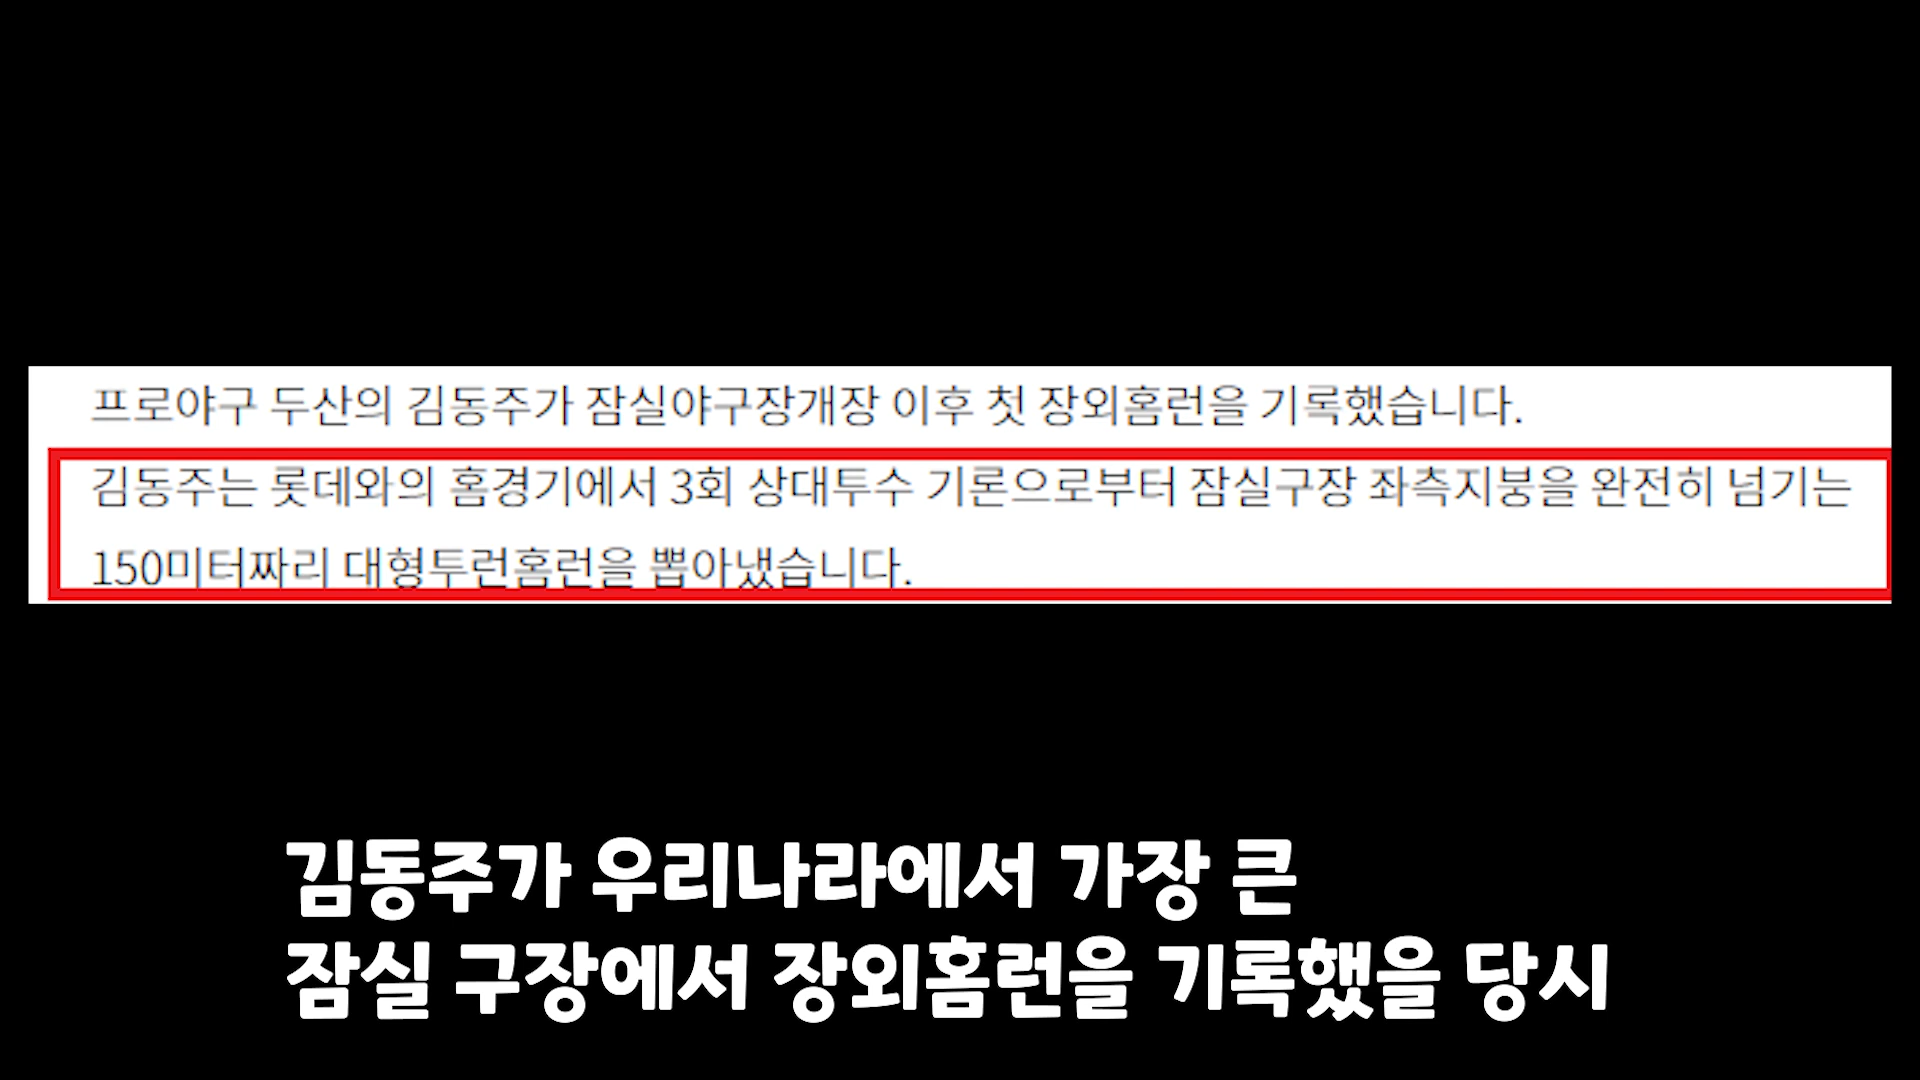 프로야구 두산의 김동주가 잠실야구장개장 이후 첫 장외홈런을 기록했습니다.
김동주는 롯데와의 홈경기에서 3회 상대투수 기론으로부터 잠실구장 좌측지붕을 완전히 넘기는
150미터짜리 대형투런홈런을 뽑아냈습니다.
김동주가 우리나라에서 가장 큰
잠실 구장에서 장외홈런을 기록했을 당시